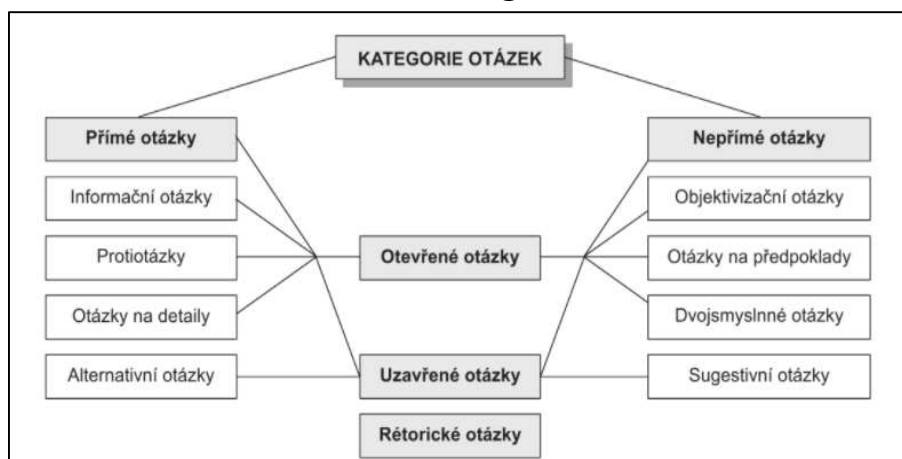 KATEGORIE OTÁZEK
Přímé otázky
Nepřímé otázky
Informační otázky
Objektivizační otázky
Protiotázky
Otevřené otázky
Otázky na předpoklady
Otázky na detaily
Dvojsmyslnné otázky
Alternativní otázky
Uzavřené otázky
Sugestivní otázky
Rétorické otázky